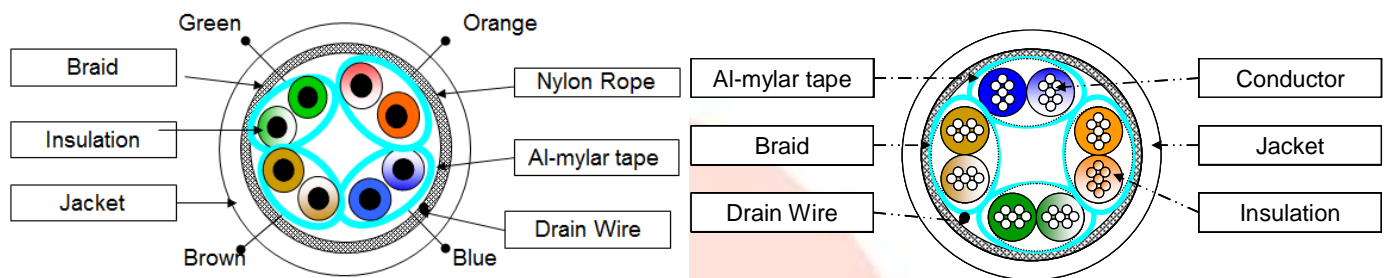 Green
Orange
Braid
Nylon Rope
Insulation
Al-mylar tape
Jacket
Drain Wire
Brown
Blue
Al-mylar tape
Conductor
Braid
Jacket
Drain Wire
Insulation